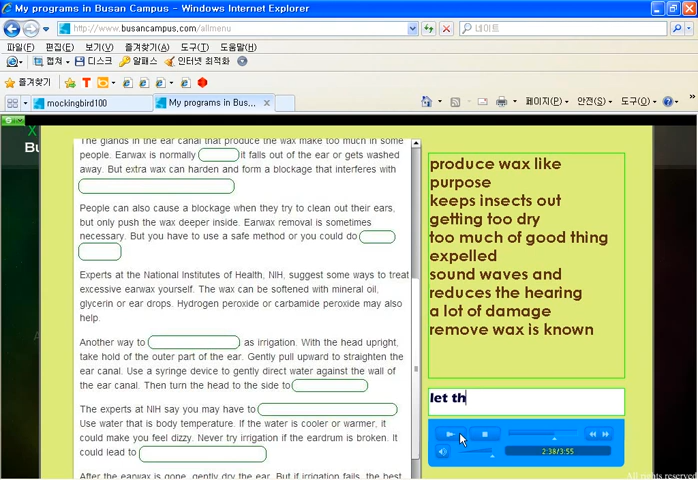 My programs in Busan Campus - Windows Internet Explorer
http://www.busancampus.com/allmenu
네이트
파일(F) 편집(E) 보기(V) 즐겨찾기(A) 도구(T) 도움말(H)
캡쳐 디스크 알패스 인터넷 최적화
즐겨찾기
mockingbird100 My programs in Bus... 페이지(P) 안전(S) 도구(O)
X
Bu
The glands in the ear canal that produce the wax make too much in some
people. Earwax is normally it falls out of the ear or gets washed
away. But extra wax can harden and form a blockage that interferes with
People can also cause a blockage when they try to clean out their ears,
but only push the wax deeper inside. Earwax removal is sometimes
necessary. But you have to use a safe method or you could do
Experts at the National Institutes of Health, NIH, suggest some ways to treat
excessive earwax yourself. The wax can be softened with mineral oil,
glycerin or ear drops. Hydrogen peroxide or carbamide peroxide may also
help.
Another way to as irrigation. With the head upright,
take hold of the outer part of the ear. Gently pull upward to straighten the
ear canal. Use a syringe device to gently direct water against the wall of
the ear canal. Then turn the head to the side to
The experts at NIH say you may have to
Use water that is body temperature. If the water is cooler or warmer, it
could make you feel dizzy. Never try irrigation if the eardrum is broken. It
could lead to
After the earwax is gone, gently dry the ear. But if irrigation fails, the best
produce wax like
purpose
keeps insects out
getting too dry
too much of good thing
expelled
sound waves and
reduces the hearing
a lot of damage
remove wax is known
let th
2:38/3:55
All rights reserved